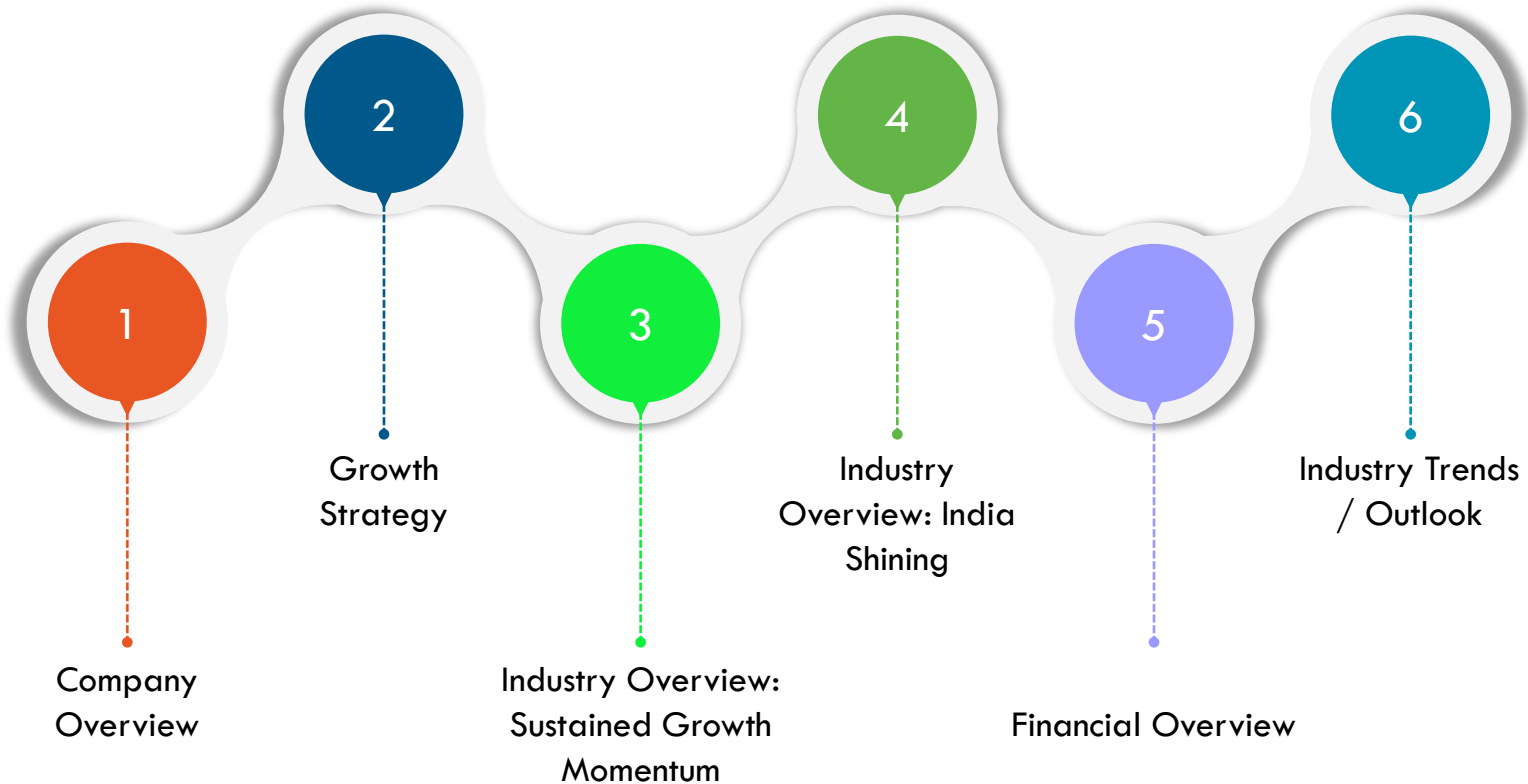 1
Company
Overview
2
Growth
Strategy
3
Industry Overview:
Sustained Growth
Momentum
4
Industry
Overview: India
Shining
5
Financial Overview
6
Industry Trends
/ Outlook